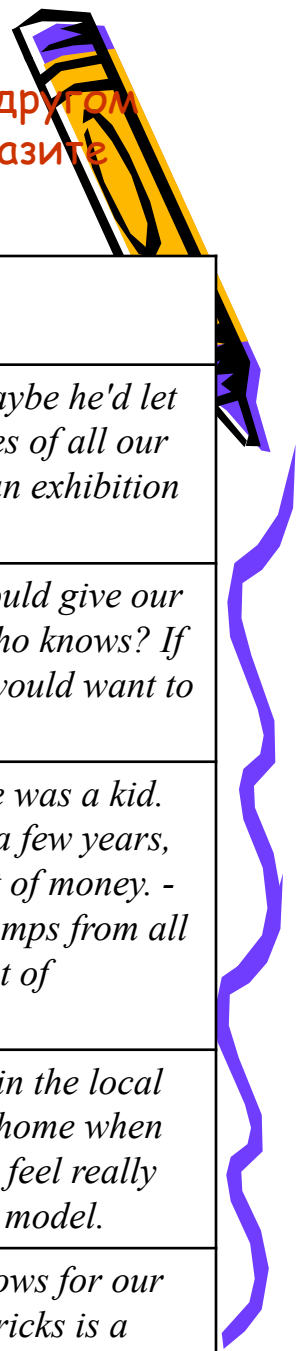 другом
азите
aybe he'd let
es of all our
an exhibition
ould give our
ho knows? If
would want to
e was a kid.
a few years,
t of money. -
mps from all
t of
in the local
home when
feel really
model.
ows for our
ricks is a